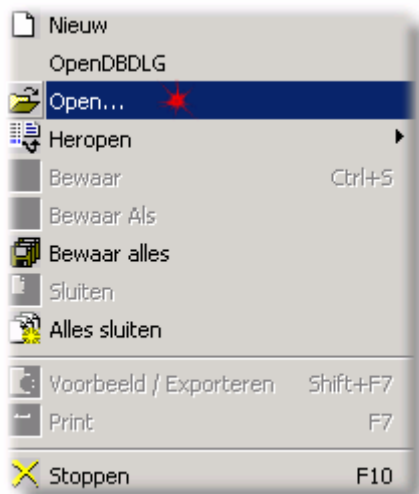 Nieuw
OpenDBDLG
Open...
Heropen
Bewaar Ctrl+S
Bewaar Als
Bewaar alles
Sluiten
Alles sluiten
Voorbeeld / Exporteren Shift+F7
Print F7
Stoppen F10